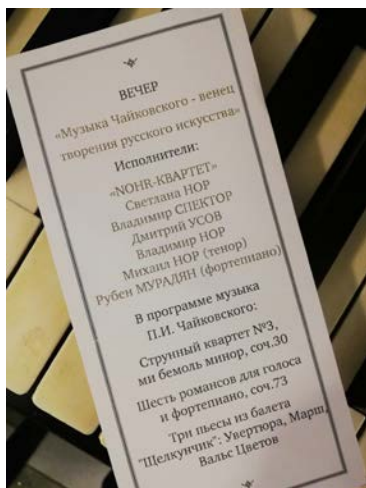 ВЕЧЕР
«Музыка Чайковского - венец
творения русского искусства»
Исполнители:
«NOHR-КВАРТЕТ»
Светлана НОР
Владимир СПЕКТОР
Дмитрий УСОВ
Владимир НОР
Михаил НОР (тенор)
Рубен МУРАДЯН (фортепиано)
В программе музыка
П.И. Чайковского:
Струнный квартет №3,
ми бемоль минор, соч.30
Шесть романсов для голоса
и фортепиано, соч.73
Три пьесы из балета
"Щелкунчик": Увертюра, Марш,
Вальс Цветов